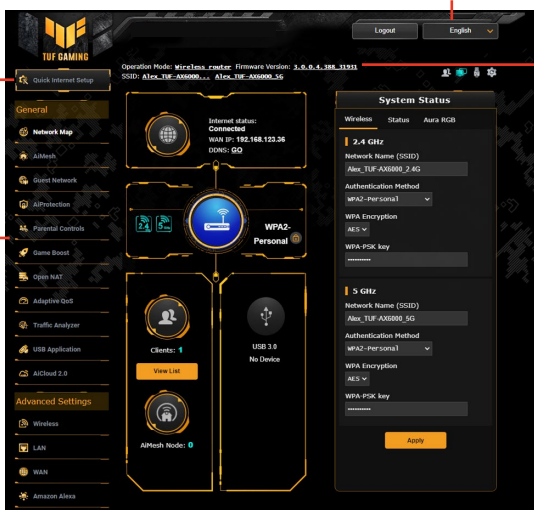 Logout
English
TUF GAMING
Operation Mode: Wireless router Firmware Version: 3.0.0.4.388_31931
SSID: Alex_TUF-AX6000... Alex_TUF-AX6000_5G
Quick Internet Setup
General
Network Map
AiMesh
Guest Network
AiProtection
Parental Controls
Game Boost
Open NAT
Adaptive QoS
Traffic Analyzer
USB Application
AiCloud 2.0
Advanced Settings
Wireless
LAN
WAN
Amazon Alexa
Internet status:
Connected
WAN IP: 192.168.123.36
DDNS: GO
2.4
5
WPA2-
Personal
Clients: 1
View List
AiMesh Node: 0
USB 3.0
No Device
System Status
Wireless Status Aura RGB
2.4 GHz
Network Name (SSID)
Alex_TUF-AX6000_2.4G
Authentication Method
WPA2-Personal
WPA Encryption
AES
WPA-PSK key
••••••••••
5 GHz
Network Name (SSID)
Alex_TUF-AX6000_5G
Authentication Method
WPA2-Personal
WPA Encryption
AES
WPA-PSK key
••••••••••
Apply